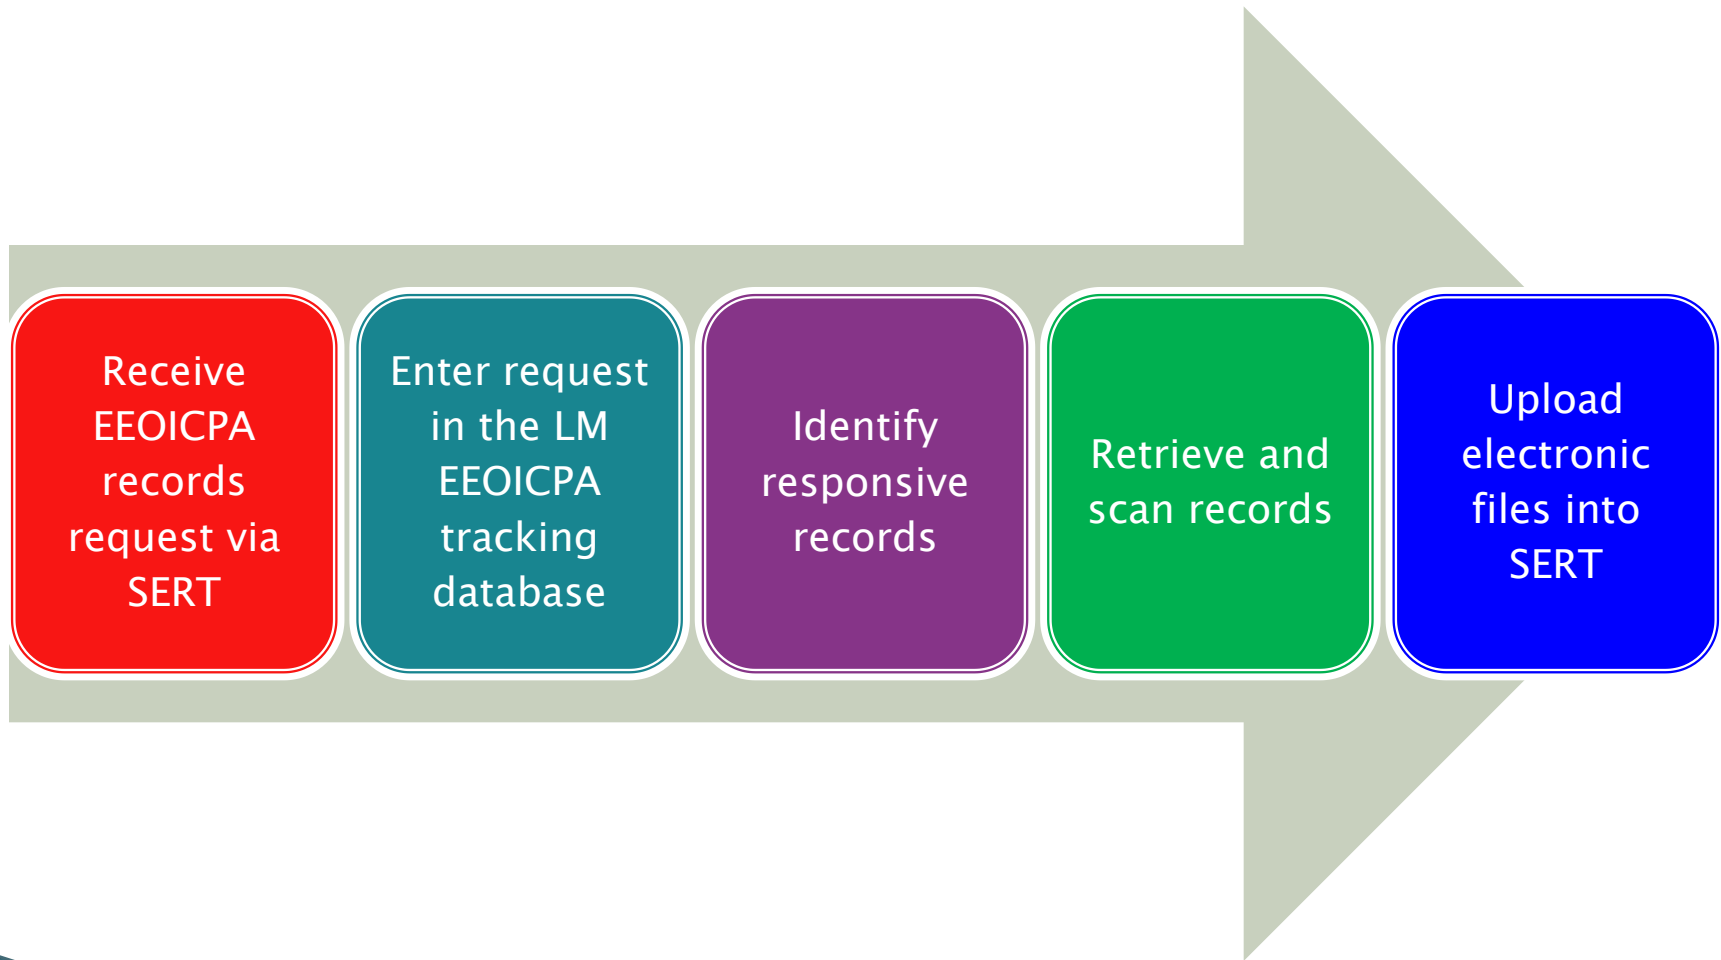 Receive
EEOICPA
records
request via
SERT
Enter request
in the LM
EEOICPA
tracking
database
Identify
responsive
records
Retrieve and
scan records
Upload
electronic
files into
SERT